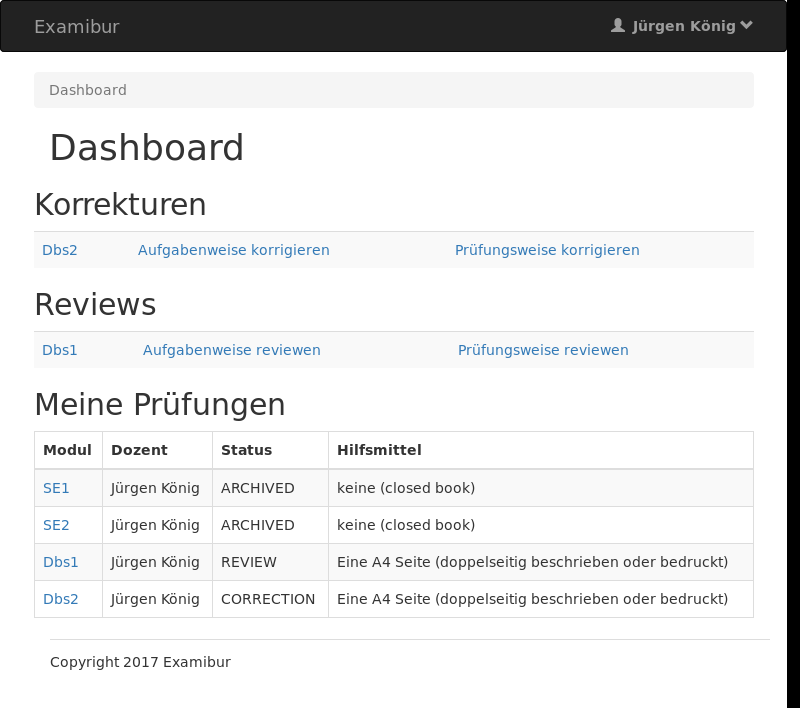 Examibur Jürgen König
Dashboard
Dashboard
Korrekturen
Dbs2 Aufgabenweise korrigieren Prüfungsweise korrigieren
Reviews
Dbs1 Aufgabenweise reviewen Prüfungsweise reviewen
Meine Prüfungen
Modul Dozent Status Hilfsmittel
SE1 Jürgen König ARCHIVED keine (closed book)
SE2 Jürgen König ARCHIVED keine (closed book)
Dbs1 Jürgen König REVIEW Eine A4 Seite (doppelseitig beschrieben oder bedruckt)
Dbs2 Jürgen König CORRECTION Eine A4 Seite (doppelseitig beschrieben oder bedruckt)
Copyright 2017 Examibur